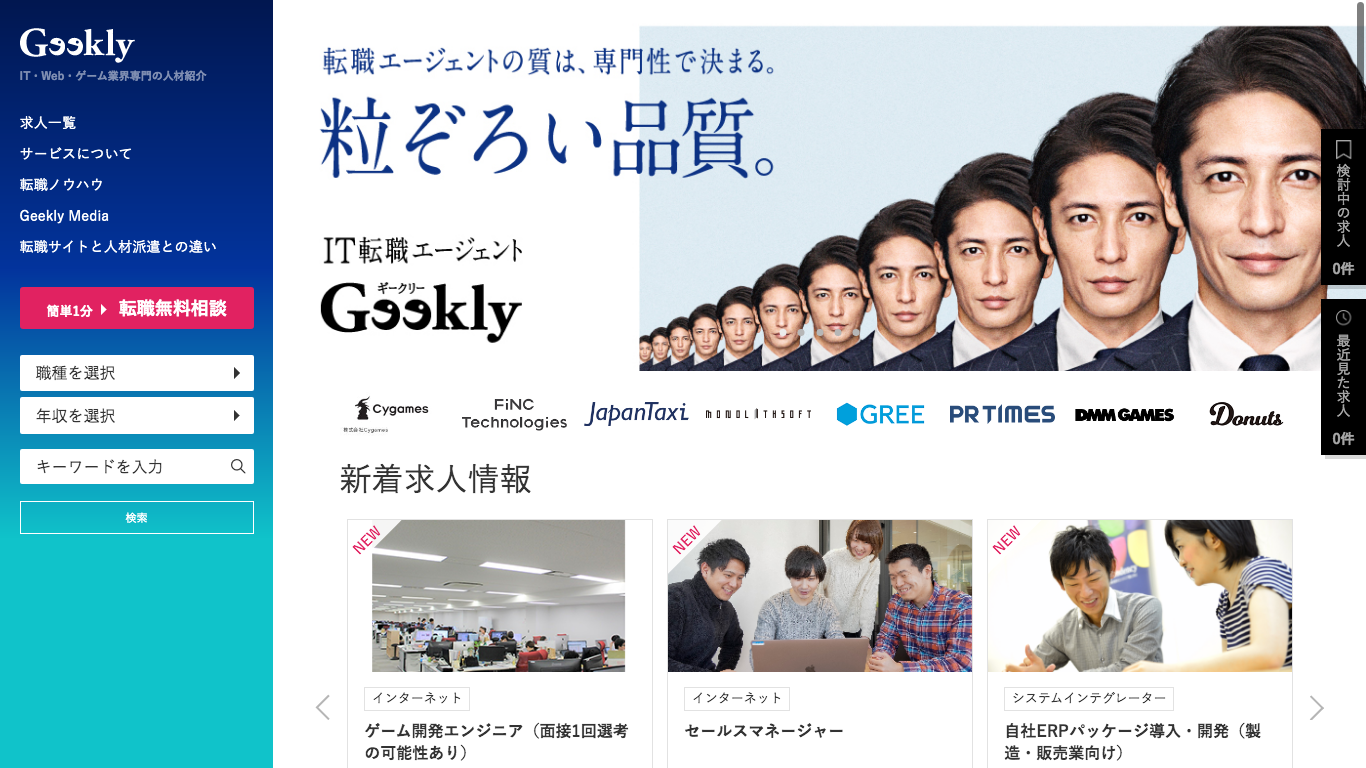 Geekly
IT・Web・ゲーム業界専門の人材紹介
求人一覧
サービスについて
転職ノウハウ
Geekly Media
転職サイトと人材派遣との違い
簡単1分
転職無料相談
職種を選択
年収を選択
キーワードを入力
検索
転職エージェントの質は、専門性で決まる。
粒ぞろい品質。
IT転職エージェント
ギークリー
Geekly
検討中の求人
0件
最近見た求人
0件
Cygames
株式会社Cygames
FiNC
Technologies
JapanTaxi
MONOLITHSOFT
GREE
PR TIMES
DMM GAMES
Donuts
新着求人情報
NEW
インターネット
ゲーム開発エンジニア（面接1回選考
の可能性あり）
NEW
インターネット
セールスマネージャー
NEW
システムインテグレーター
自社ERPパッケージ導入・開発（製
造・販売業向け）